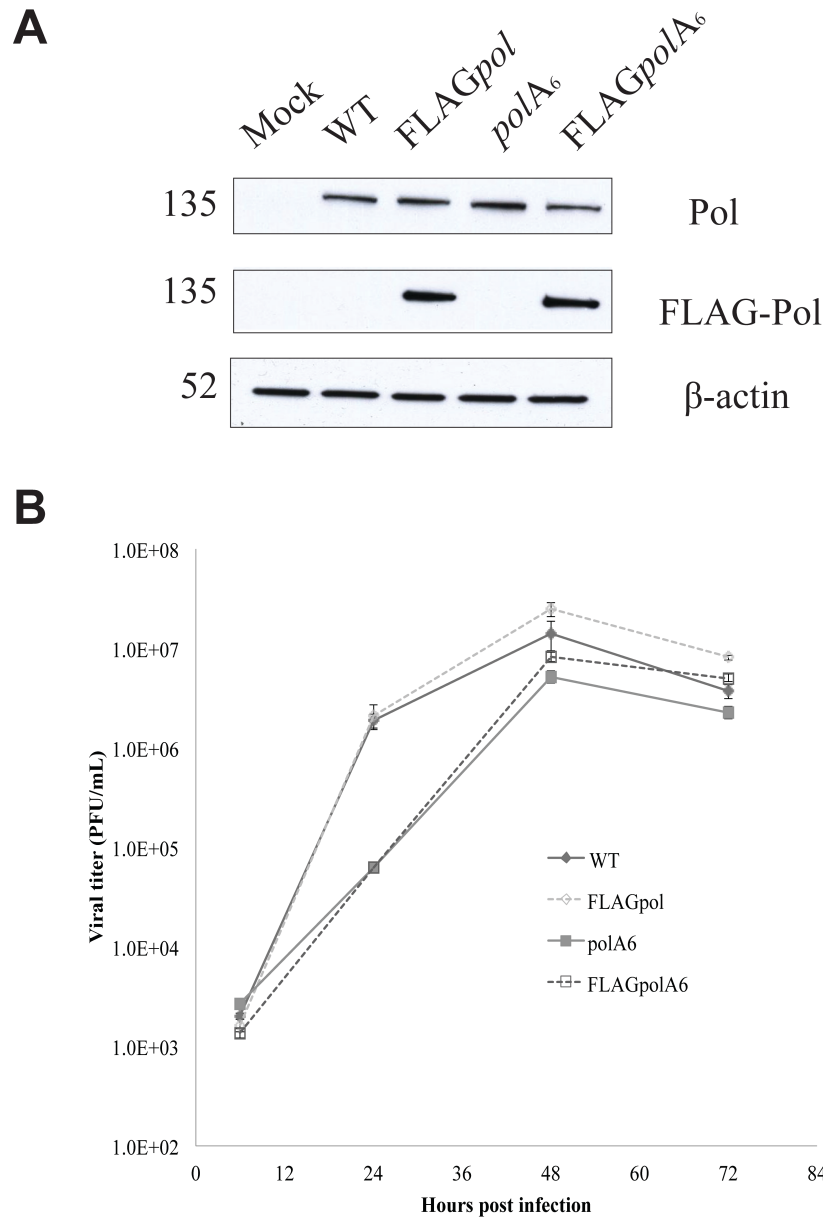 A
Mock WT FLAGpol polA6 FLAGpolA6
135 Pol
135 FLAG-Pol
52 β-actin
B
1.0E+08
1.0E+07
1.0E+06
1.0E+05
1.0E+04
1.0E+03
1.0E+02
Viral titer (PFU/mL)
WT
FLAGpol
polA6
FLAGpolA6
0 12 24 36 48 60 72 84
Hours post infection